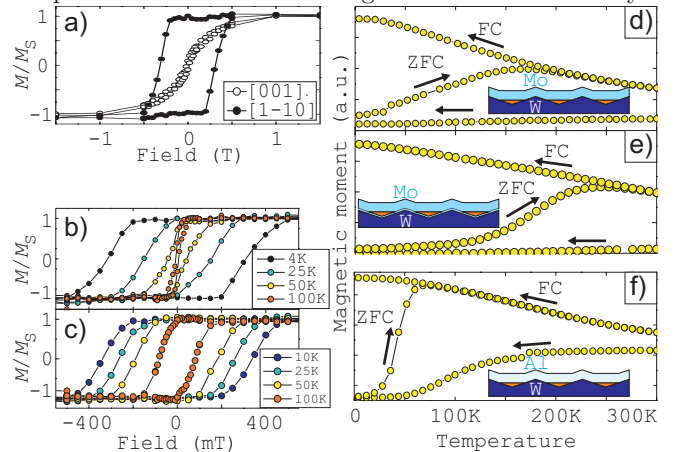 a)
M/M_S
1
0
-1
[001].
[1-10]
-1
0
1
Field (T)
b)
M/M_S
1
0
-1
4K
25K
50K
100K
c)
M/M_S
1
0
-1
10K
25K
50K
100K
-400
0
400
Field (mT)
Magnetic moment (a.u.)
d)
FC
ZFC
Mo
W
e)
FC
ZFC
Mo
W
f)
FC
ZFC
Al
0
100K
200K
300K
Temperature